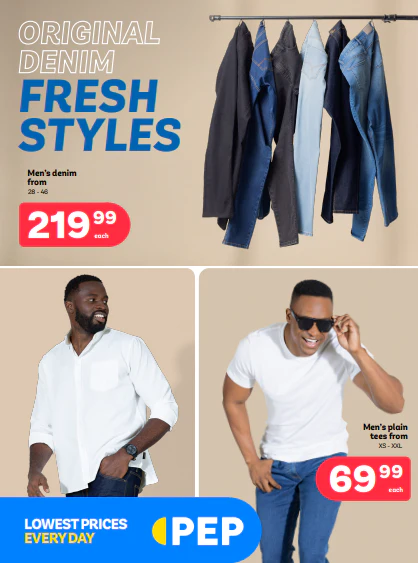 ORIGINAL
DENIM
FRESH
STYLES
Men's denim
from
28 - 46
219 99
each
Men's plain
tees from
XS - XXL
69 99
each
LOWEST PRICES
EVERY DAY
PEP